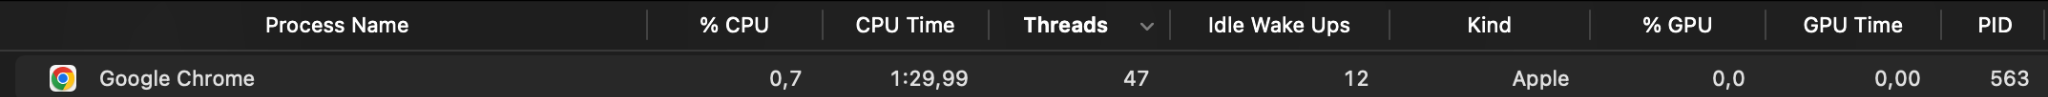 Process Name % CPU CPU Time Threads Idle Wake Ups Kind % GPU GPU Time PID
Google Chrome 0,7 1:29,99 47 12 Apple 0,0 0,00 563